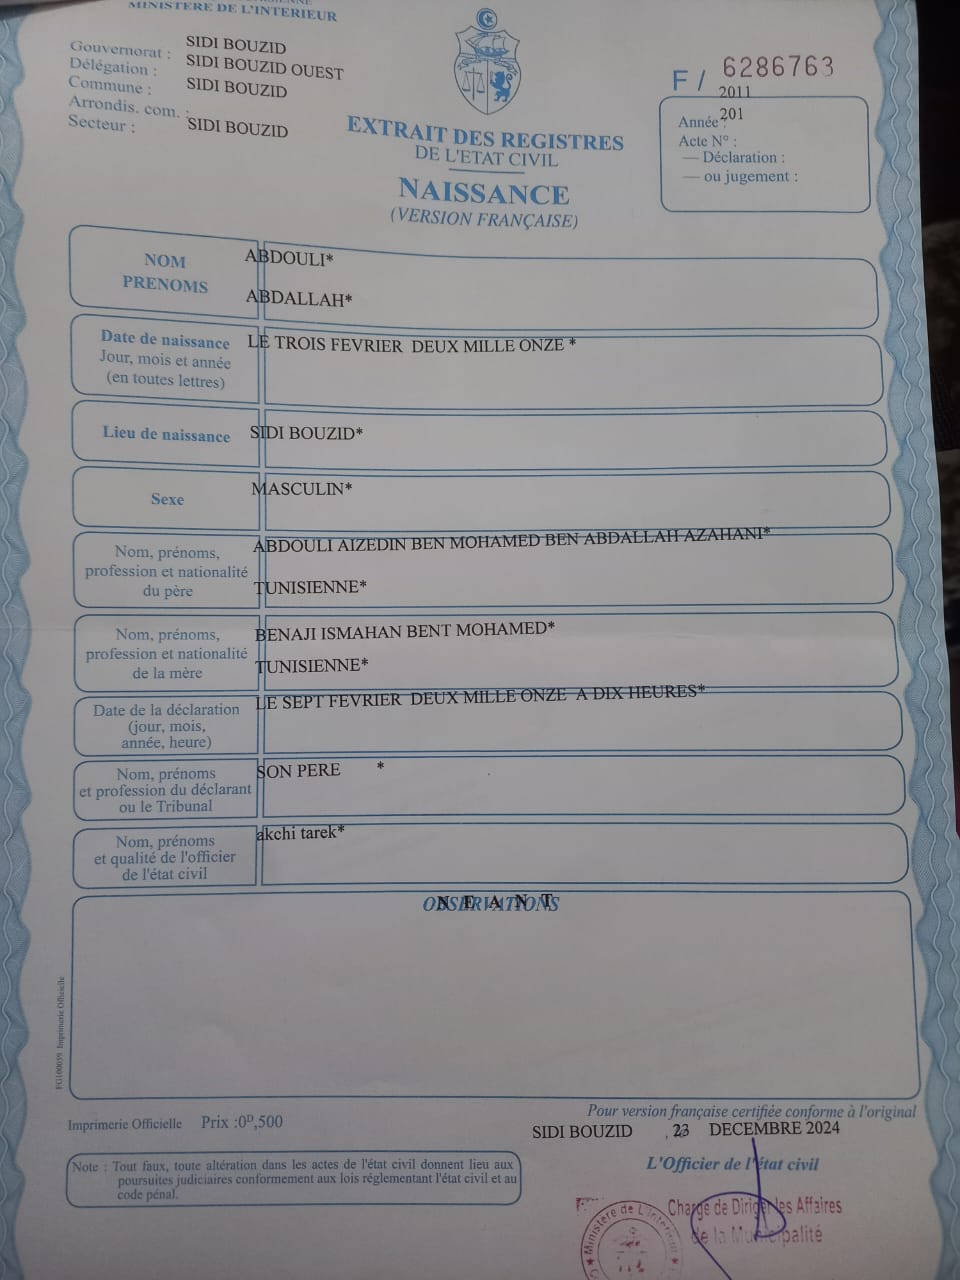 MINISTERE DE L'INTERIEUR
Gouvernorat : SIDI BOUZID
Délégation : SIDI BOUZID OUEST
Commune : SIDI BOUZID
Arrondis. com. :
Secteur : SIDI BOUZID
EXTRAIT DES REGISTRES
DE L'ETAT CIVIL
NAISSANCE
(VERSION FRANÇAISE)
F / 6286763
2011
Année : 201
Acte N° :
— Déclaration :
— ou jugement :
NOM ABDOULI*
PRENOMS ABDALLAH*
Date de naissance LE TROIS FEVRIER DEUX MILLE ONZE *
Jour, mois et année
(en toutes lettres)
Lieu de naissance SIDI BOUZID*
Sexe MASCULIN*
Nom, prénoms, ABDOULI AIZEDIN BEN MOHAMED BEN ABDALLAH AZAHANI*
profession et nationalité
du père TUNISIENNE*
Nom, prénoms, BENAJI ISMAHAN BENT MOHAMED*
profession et nationalité
de la mère TUNISIENNE*
Date de la déclaration LE SEPT FEVRIER DEUX MILLE ONZE A DIX HEURES*
(jour, mois,
année, heure)
Nom, prénoms SON PERE *
et profession du déclarant
ou le Tribunal
Nom, prénoms akchi tarek*
et qualité de l'officier
de l'état civil
OBSERVATIONS
N E A N T
FG100059 Imprimerie Officielle
Imprimerie Officielle Prix :0ᴰ,500
Pour version française certifiée conforme à l'original
SIDI BOUZID , 23 DECEMBRE 2024
L'Officier de l'état civil
Note : Tout faux, toute altération dans les actes de l'état civil donnent lieu aux
poursuites judiciaires conformement aux lois réglementant l'état civil et au
code pénal.
Chargé de Diriger les Affaires
de la Municipalité
Ministère de L'Interieur